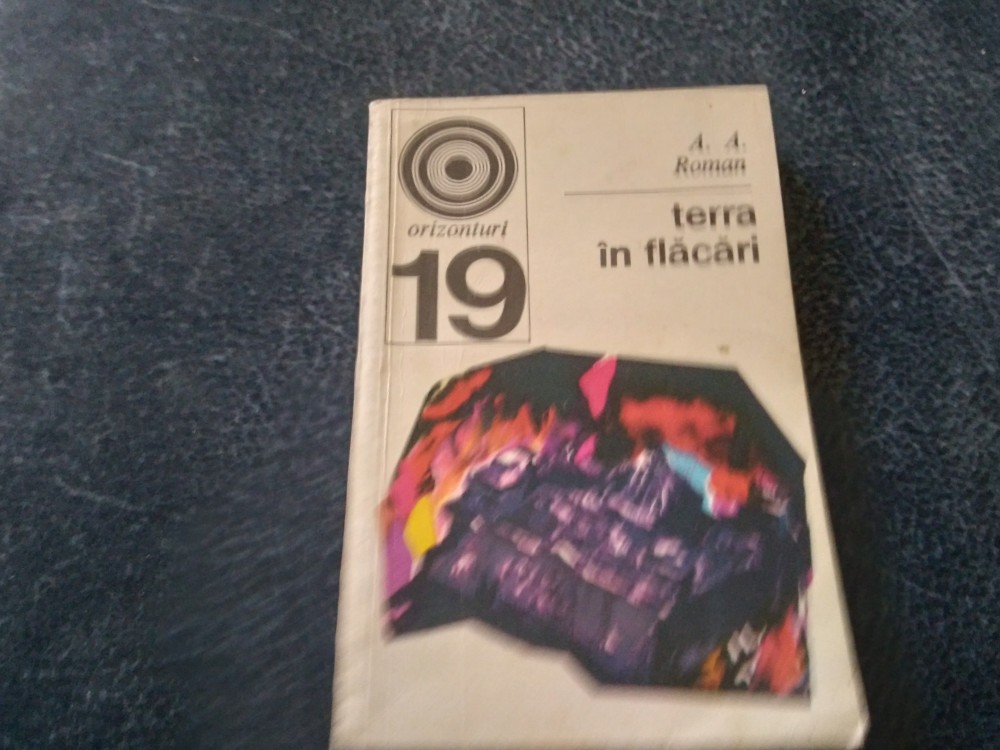 orizonturi
19
A. A.
Roman
terra
în flăcări